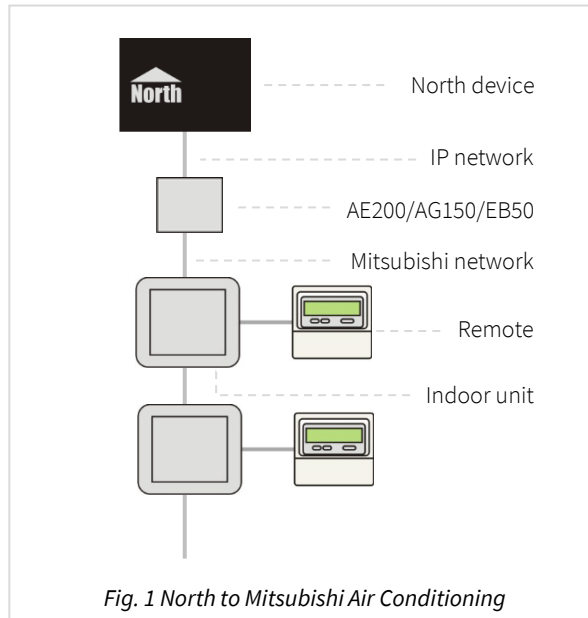 North
North device
IP network
AE200/AG150/EB50
Mitsubishi network
Remote
Indoor unit
Fig. 1 North to Mitsubishi Air Conditioning